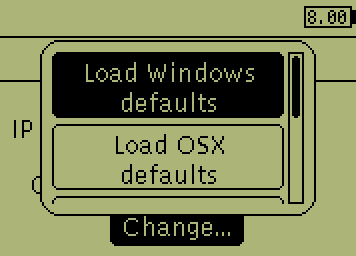 8.00
Load Windows
defaults
IP
Load OSX
defaults
Change...